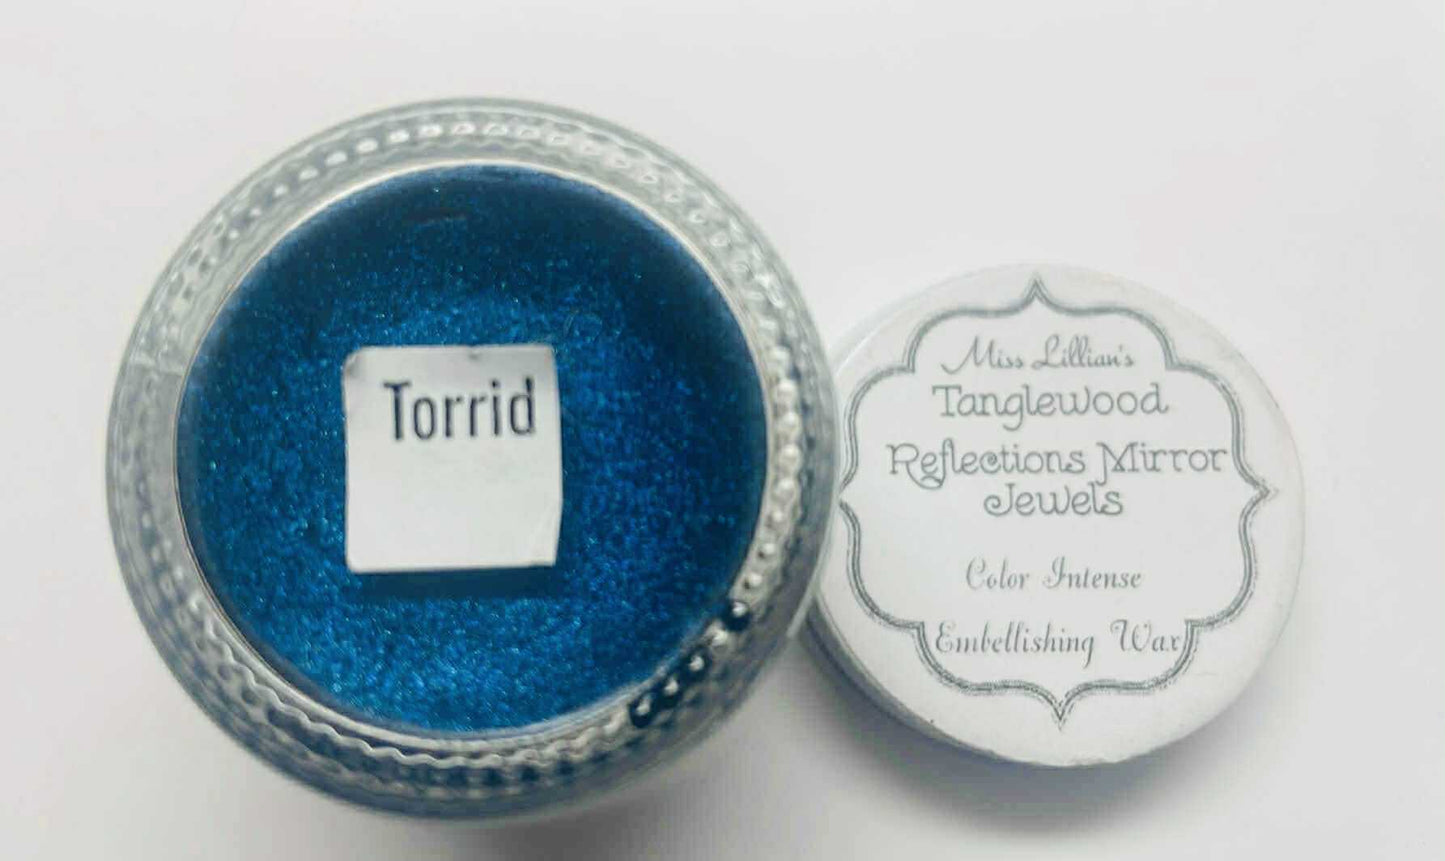 Torrid
Miss Lillian's
Tanglewood
Reflections Mirror
Jewels
Color Intense
Embellishing Wax